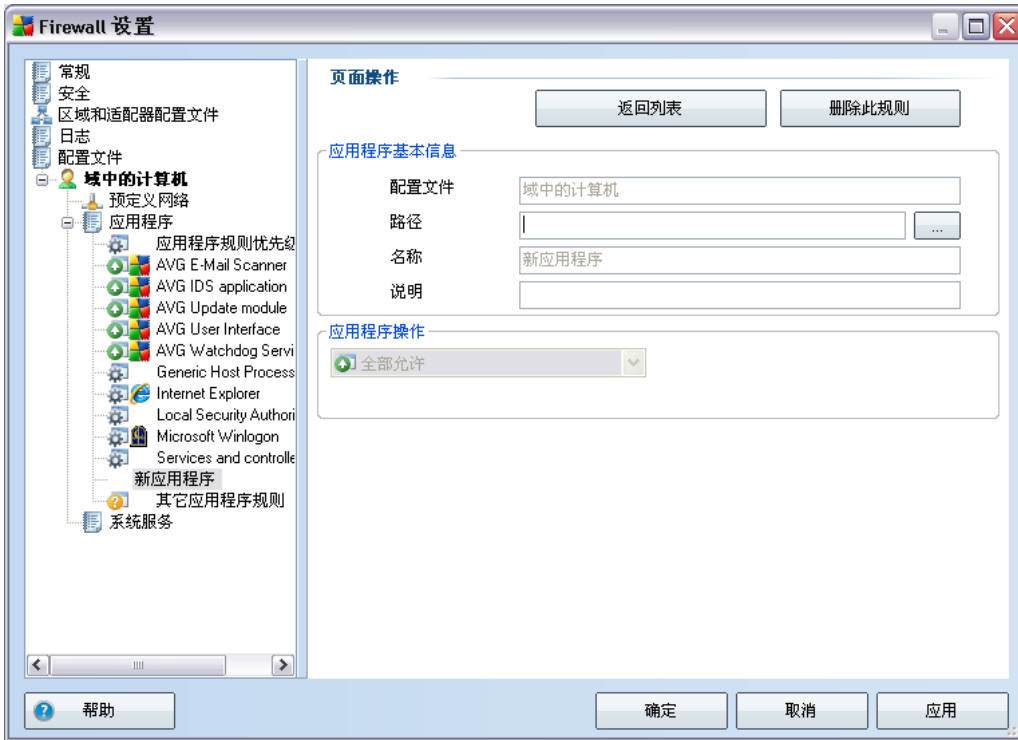 Firewall 设置
常规
安全
区域和适配器配置文件
日志
配置文件
域中的计算机
预定义网络
应用程序
应用程序规则优先级
AVG E-Mail Scanner
AVG IDS application
AVG Update module
AVG User Interface
AVG Watchdog Servi
Generic Host Process
Internet Explorer
Local Security Authori
Microsoft Winlogon
Services and controlle
新应用程序
其它应用程序规则
系统服务
页面操作
返回列表
删除此规则
应用程序基本信息
配置文件
域中的计算机
路径
...
名称
新应用程序
说明
应用程序操作
全部允许
帮助
确定
取消
应用